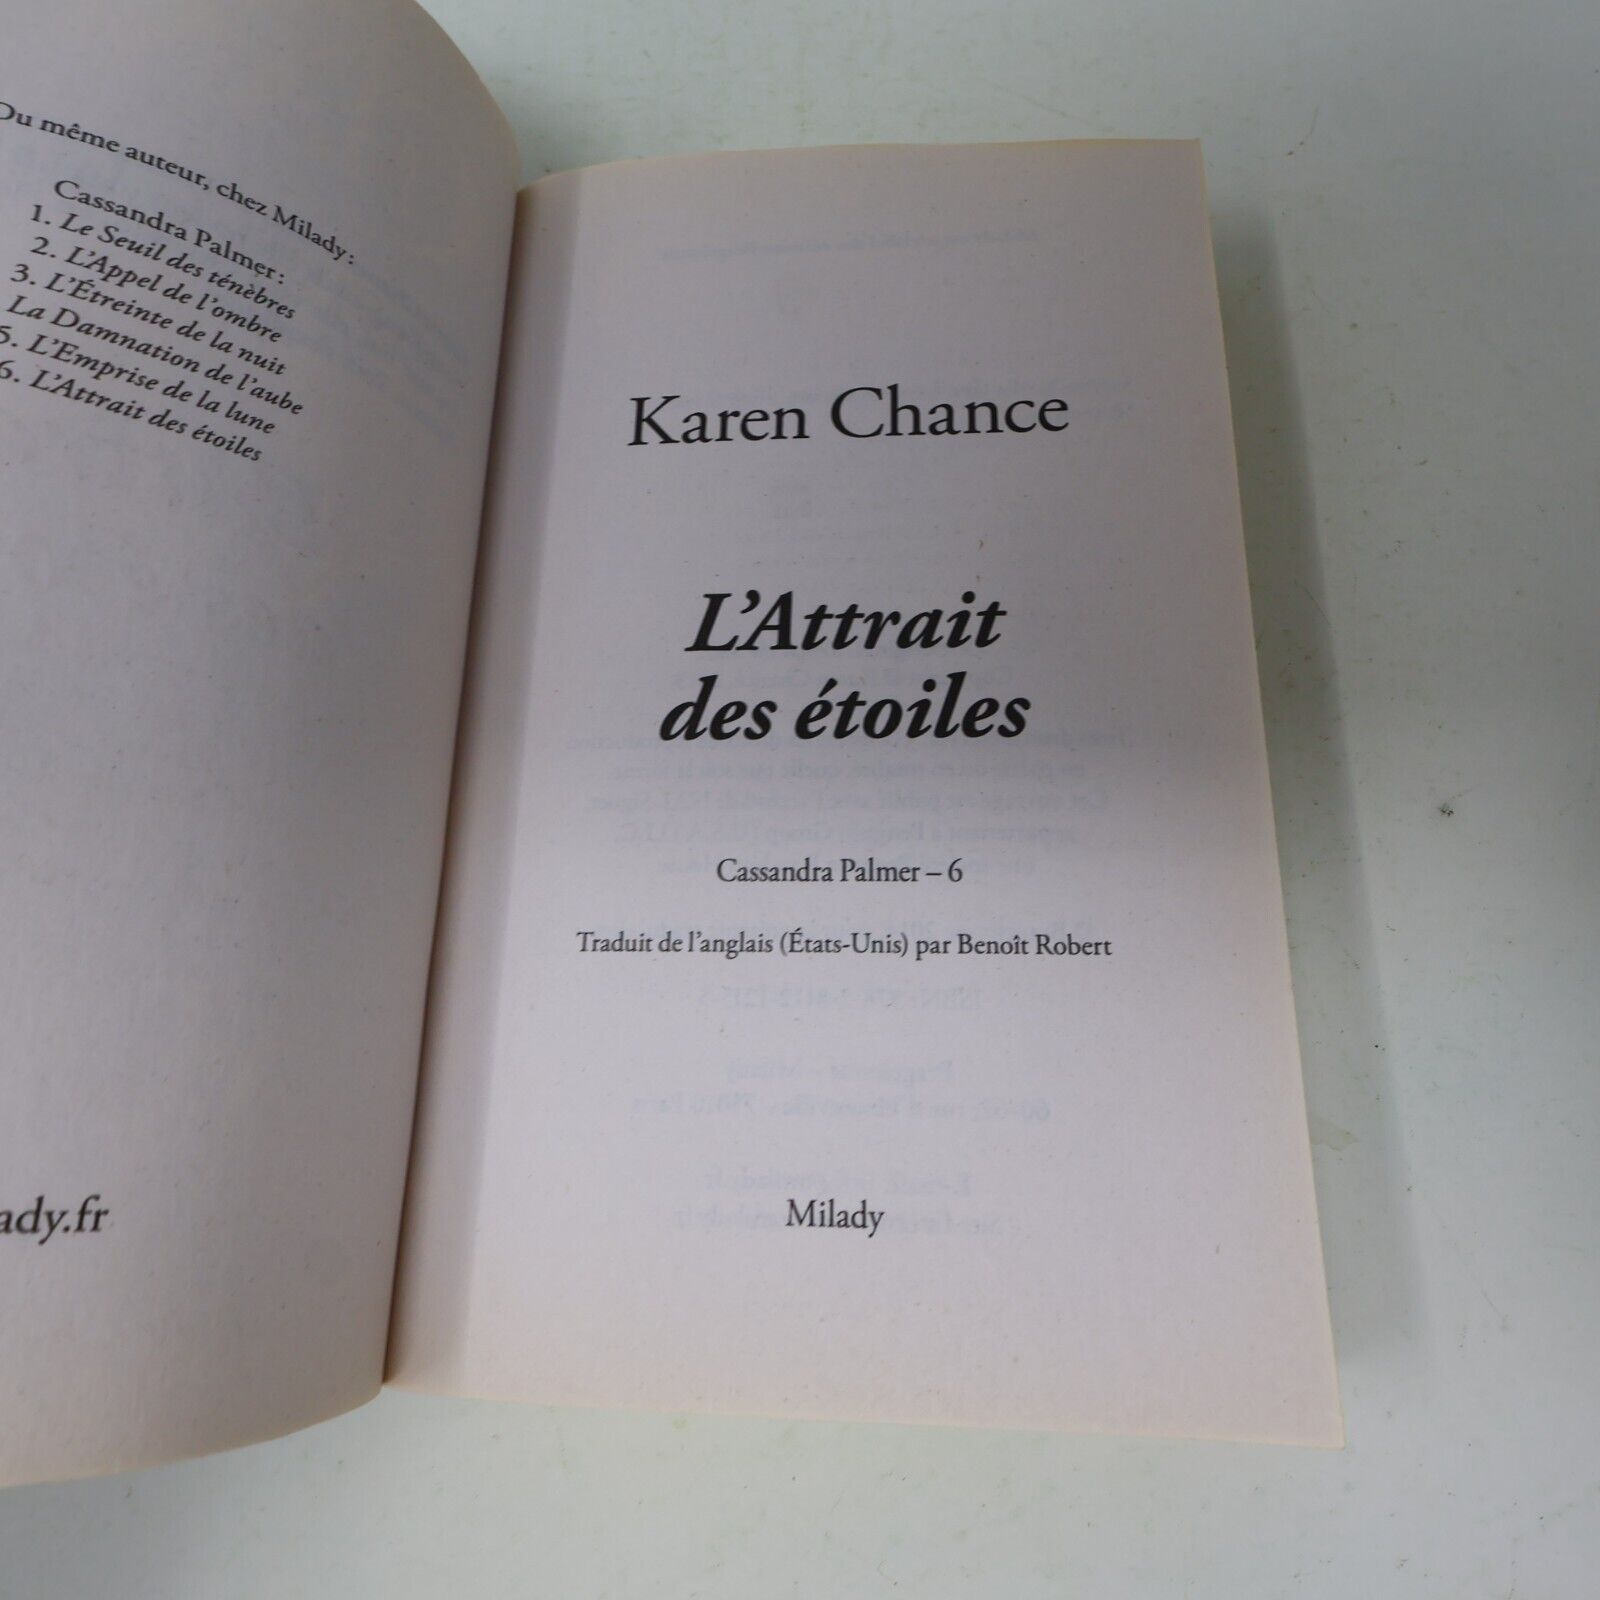 Du même auteur, chez Milady:
Cassandra Palmer:
1. Le Seuil des ténèbres
2. L'Appel de l'ombre
3. L'Étreinte de la nuit
La Damnation de l'aube
5. L'Emprise de la lune
6. L'Attrait des étoiles
ady.fr
Karen Chance
L'Attrait
des étoiles
Cassandra Palmer – 6
Traduit de l'anglais (États-Unis) par Benoît Robert
Milady